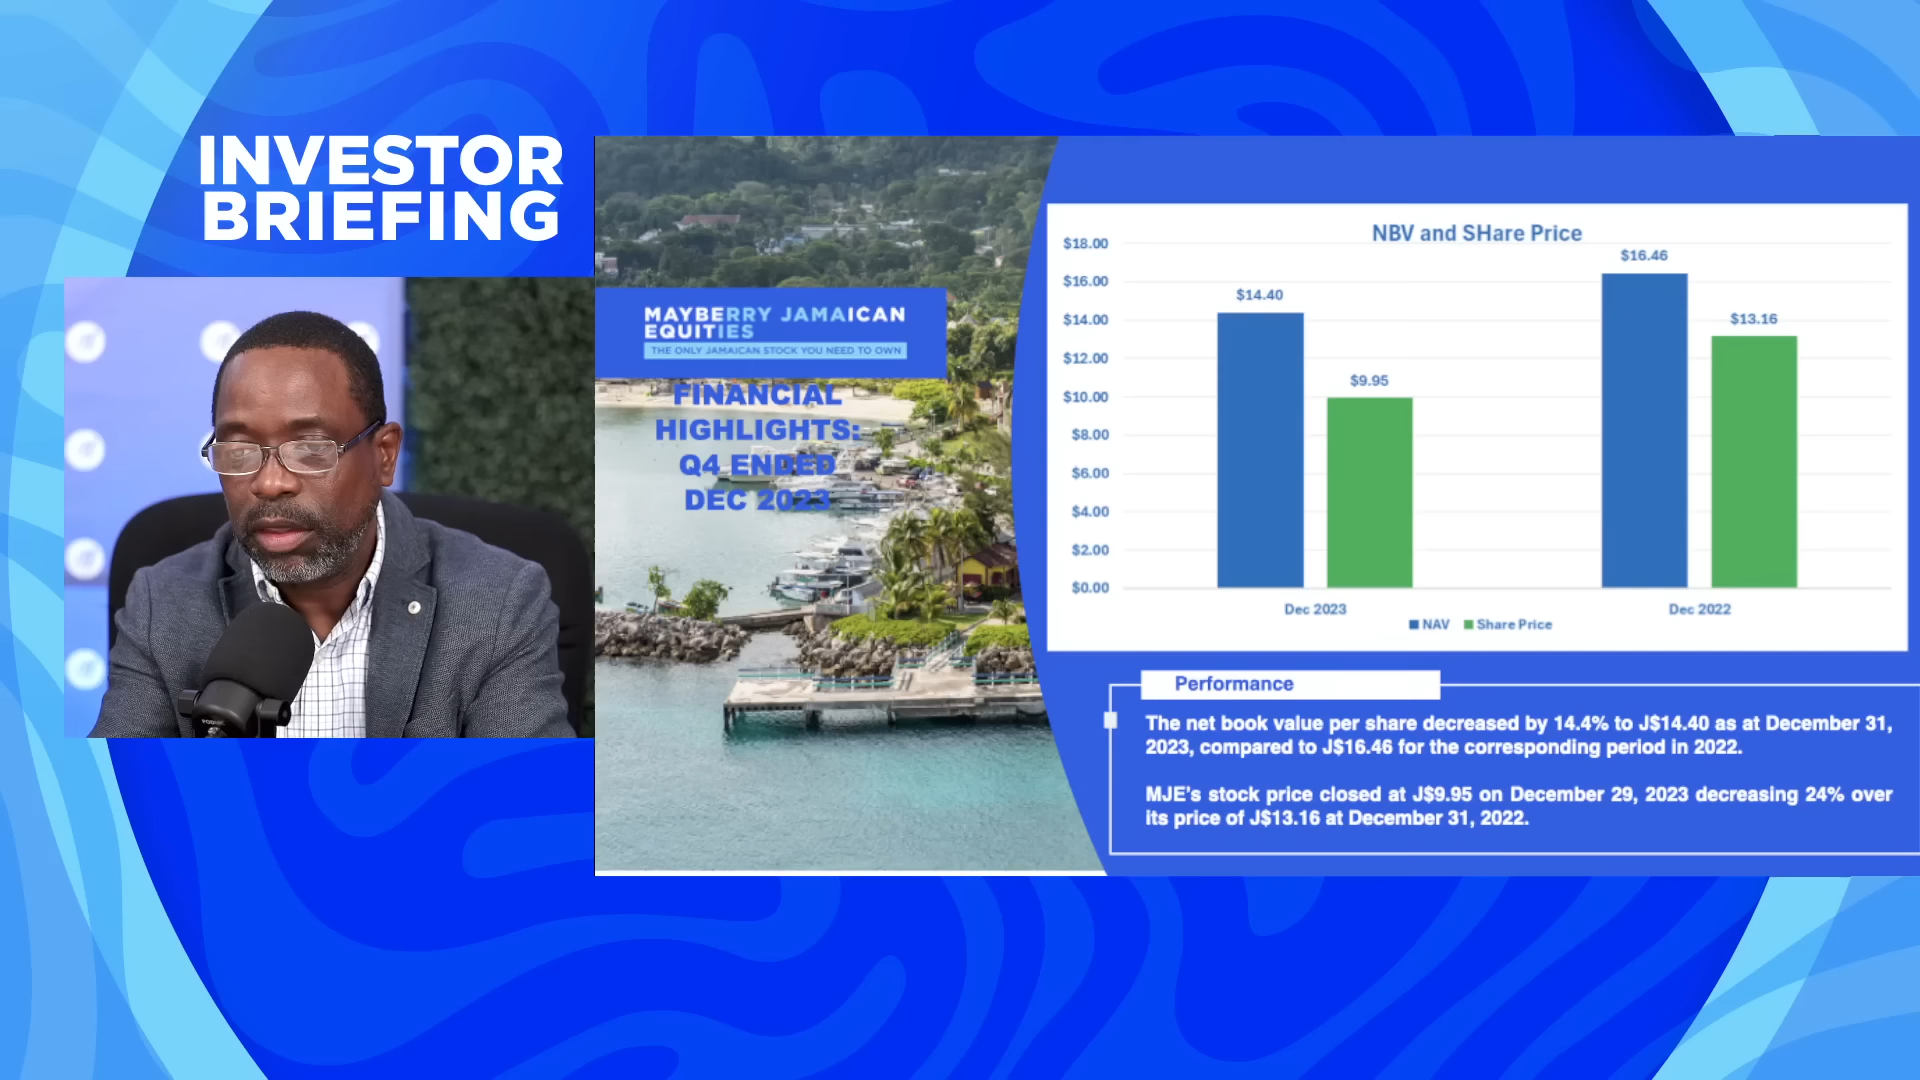 INVESTOR
BRIEFING
MAYBERRY JAMAICAN
EQUITIES
THE ONLY JAMAICAN STOCK YOU NEED TO OWN
FINANCIAL
HIGHLIGHTS:
Q4 ENDED
DEC 2023
NBV and SHare Price
$18.00
$16.00
$14.00
$12.00
$10.00
$8.00
$6.00
$4.00
$2.00
$0.00
$14.40
$9.95
$16.46
$13.16
Dec 2023
Dec 2022
NAV
Share Price
Performance
The net book value per share decreased by 14.4% to J$14.40 as at December 31,
2023, compared to J$16.46 for the corresponding period in 2022.
MJE's stock price closed at J$9.95 on December 29, 2023 decreasing 24% over
its price of J$13.16 at December 31, 2022.